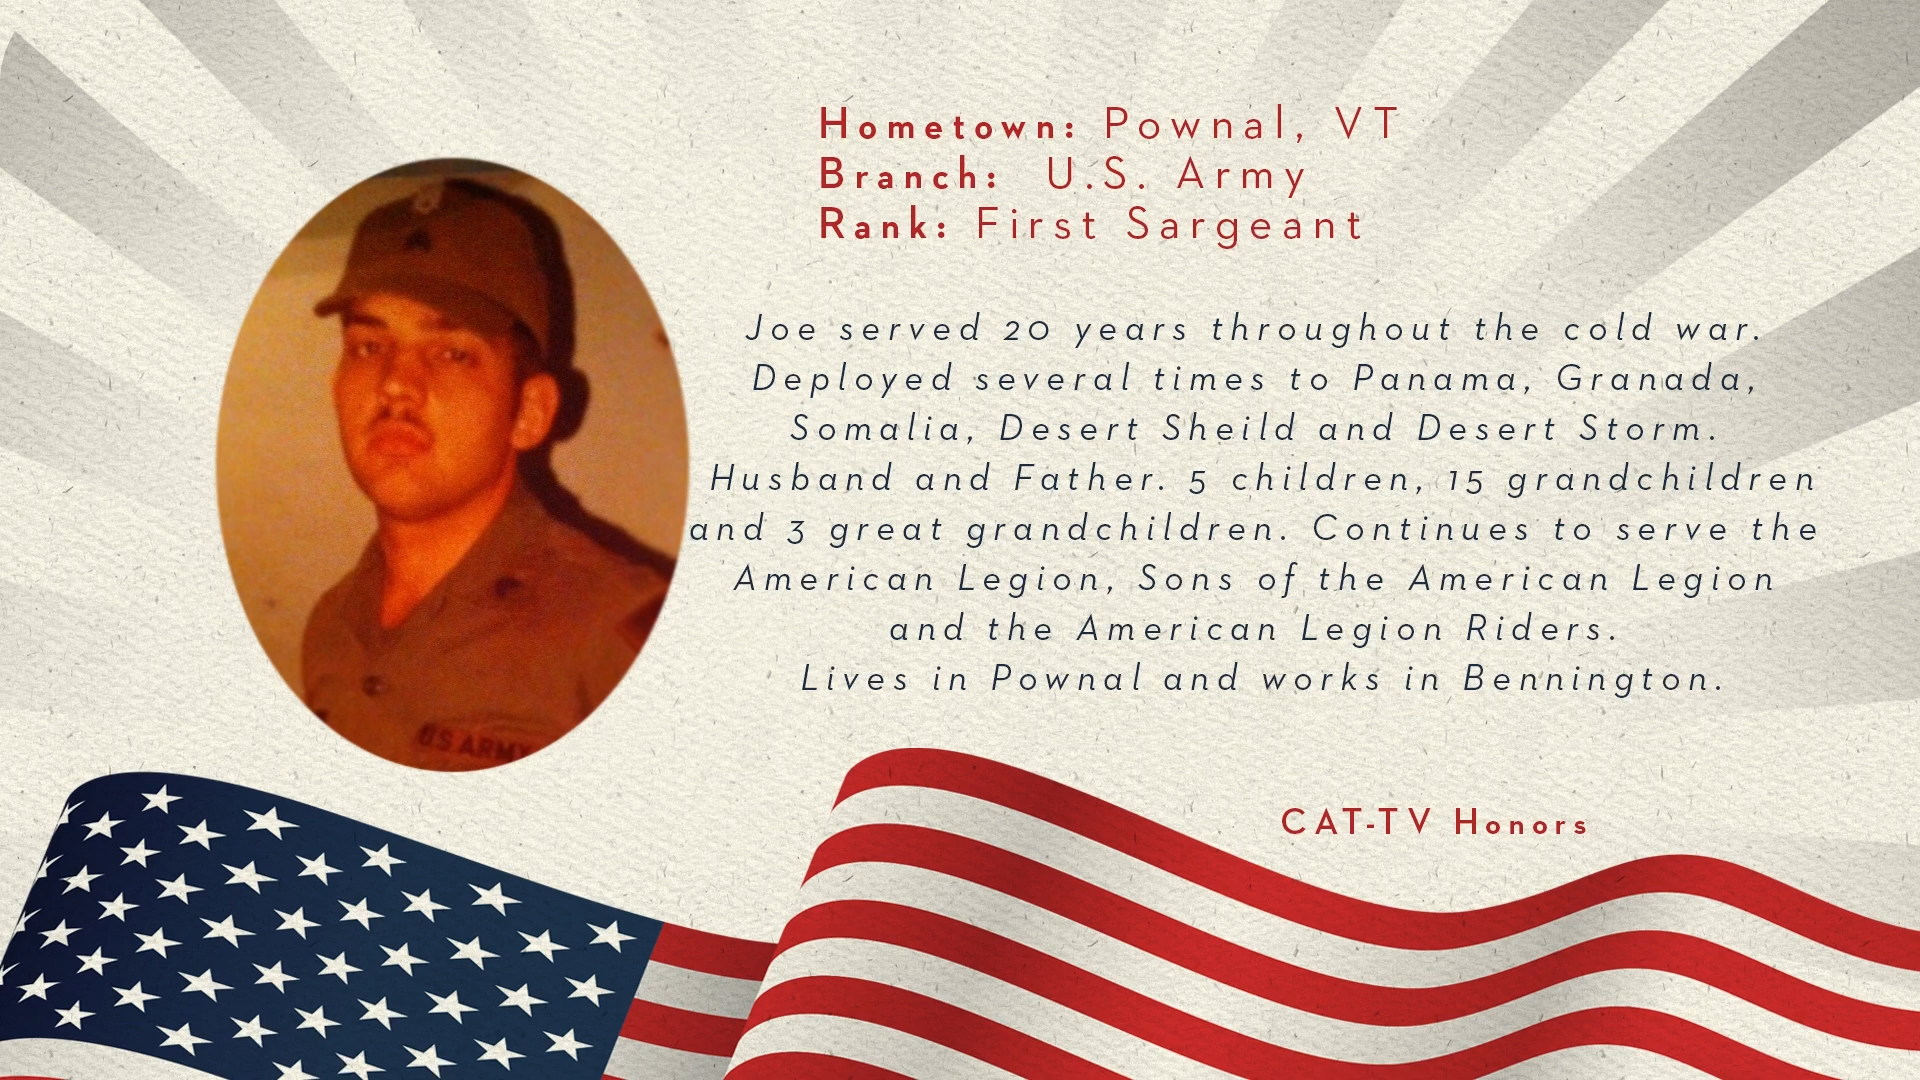 Hometown: Pownal, VT
Branch: U.S. Army
Rank: First Sargeant
Joe served 20 years throughout the cold war.
Deployed several times to Panama, Granada,
Somalia, Desert Sheild and Desert Storm.
Husband and Father. 5 children, 15 grandchildren
and 3 great grandchildren. Continues to serve the
American Legion, Sons of the American Legion
and the American Legion Riders.
Lives in Pownal and works in Bennington.
US ARMY
CAT-TV Honors